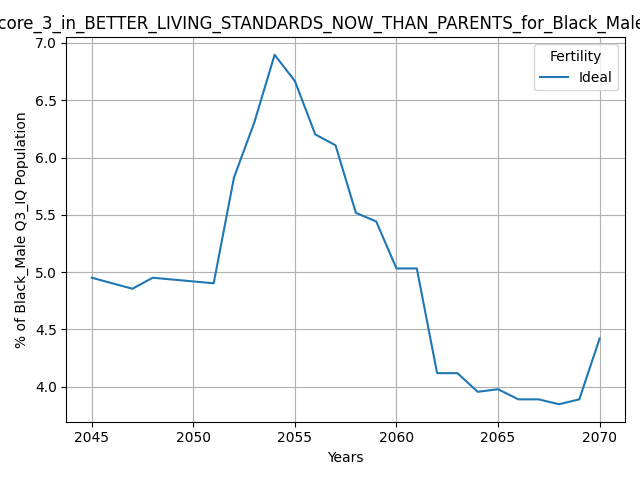 core_3_in_BETTER_LIVING_STANDARDS_NOW_THAN_PARENTS_for_Black_Male
7.0
6.5
6.0
5.5
5.0
4.5
4.0
% of Black_Male Q3_IQ Population
Fertility
Ideal
2045 2050 2055 2060 2065 2070
Years